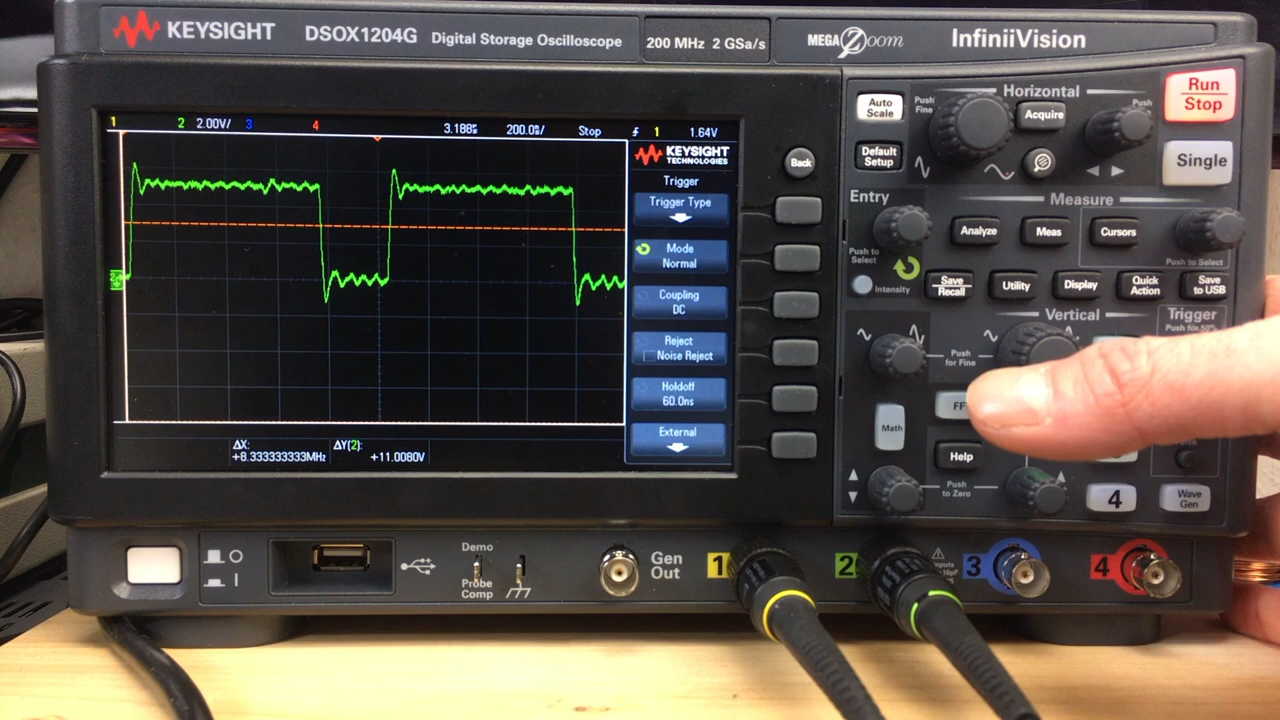 KEYSIGHT DSOX1204G Digital Storage Oscilloscope 200 MHz 2 GSa/s MEGA Zoom InfiniiVision
1 2 2.00V/ 3 4 3.188 200.0 / Stop 1 1.64V
KEYSIGHT
TECHNOLOGIES
Trigger
Trigger Type
Mode
Normal
Coupling
DC
Reject
Noise Reject
Holdoff
60.0ns
External
ΔX:
+8.333333333MHz
ΔY(2):
+11.0080V
Back
Horizontal
Auto
Scale
Push
Fine
Acquire
Push
Run
Stop
Default
Setup
Single
Entry
Measure
Analyze
Meas
Cursors
Push to
Select
Push to Select
Intensity
Save
Recall
Utility
Display
Quick
Action
Save
to USB
Vertical
Trigger
Push for 50%
Push
for Fine
FF
Math
Help
Push
to Zero
4
Wave
Gen
Demo
Probe
Comp
Gen
Out
1
2
Inputs
3
4